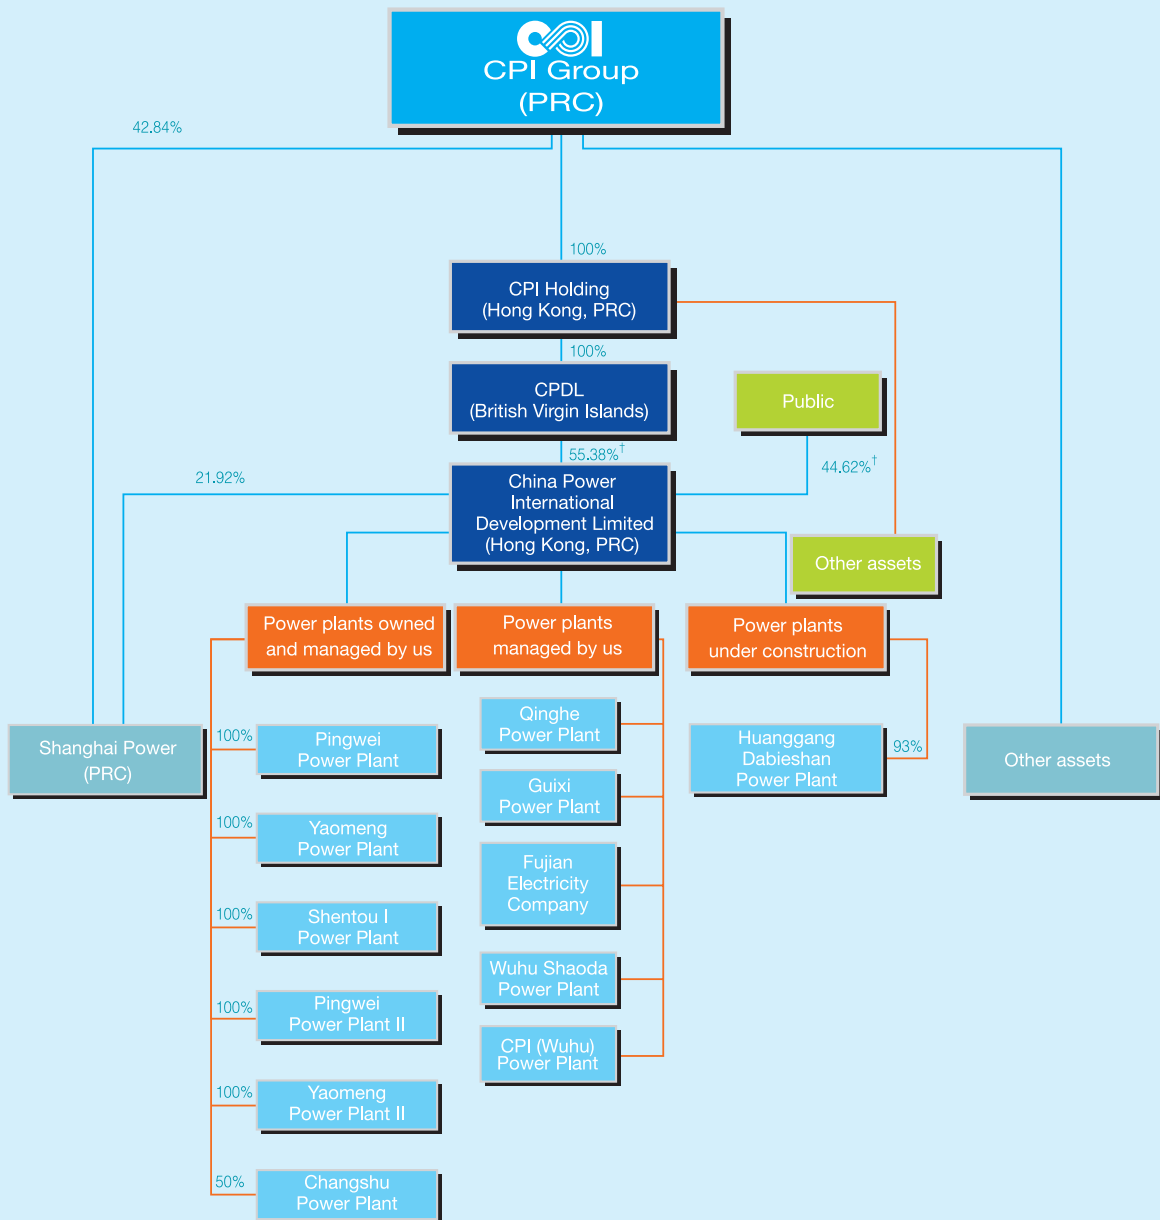 CPI
CPI Group
(PRC)
42.84%
100%
CPI Holding
(Hong Kong, PRC)
100%
CPDL
(British Virgin Islands)
Public
55.38%†
44.62%†
21.92%
China Power
International
Development Limited
(Hong Kong, PRC)
Other assets
Power plants owned
and managed by us
Power plants
managed by us
Power plants
under construction
Shanghai Power
(PRC)
100%
Pingwei
Power Plant
100%
Yaomeng
Power Plant
100%
Shentou I
Power Plant
100%
Pingwei
Power Plant II
100%
Yaomeng
Power Plant II
50%
Changshu
Power Plant
Qinghe
Power Plant
Guixi
Power Plant
Fujian
Electricity
Company
Wuhu Shaoda
Power Plant
CPI (Wuhu)
Power Plant
Huanggang
Dabieshan
Power Plant
93%
Other assets